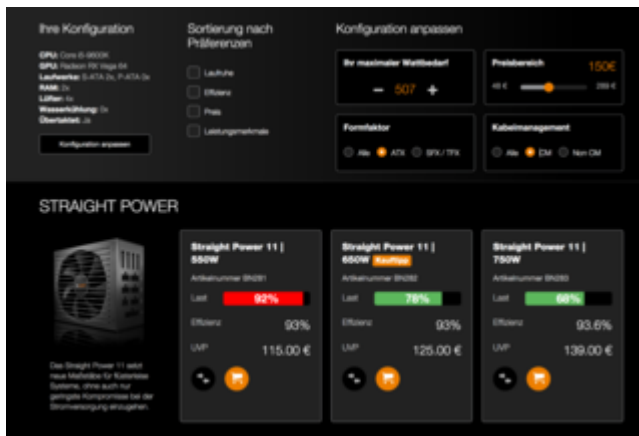 Ihre Konfiguration
CPU: Core i5-9600K
GPU: Radeon RX Vega 64
Laufwerke: S-ATA 2x, P-ATA 0x
RAM: 2x
Lüfter: 4x
Wasserkühlung: 0x
Übertaktet: Ja
Konfiguration anpassen
Sortierung nach
Präferenzen
Laufruhe
Effizienz
Preis
Leistungsmerkmale
Konfiguration anpassen
Ihr maximaler Wattbedarf
− 507 +
Preisbereich 150€
Formfaktor
Alle ATX SFX / TFX
Kabelmanagement
Alle CM Non CM
STRAIGHT POWER
Das Straight Power 11 setzt
neue Maßstäbe für flüsterleise
Systeme, ohne auch nur
geringste Kompromisse bei der
Stromversorgung einzugehen.
Straight Power 11 |
550W
Artikelnummer BN281
Last 92%
Effizienz 93%
UVP 115.00 €
Straight Power 11 |
650W Kauftipp
Artikelnummer BN282
Last 78%
Effizienz 93%
UVP 125.00 €
Straight Power 11 |
750W
Artikelnummer BN283
Last 68%
Effizienz 93.6%
UVP 139.00 €